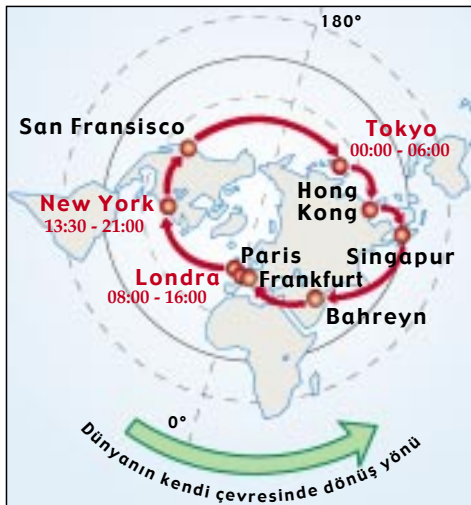 180°
San Fransisco
Tokyo
00:00 - 06:00
Hong
Kong
New York
13:30 - 21:00
Singapur
Paris
Londra
Frankfurt
08:00 - 16:00
Bahreyn
0°
Dünyanın kendi çevresinde dönüş yönü